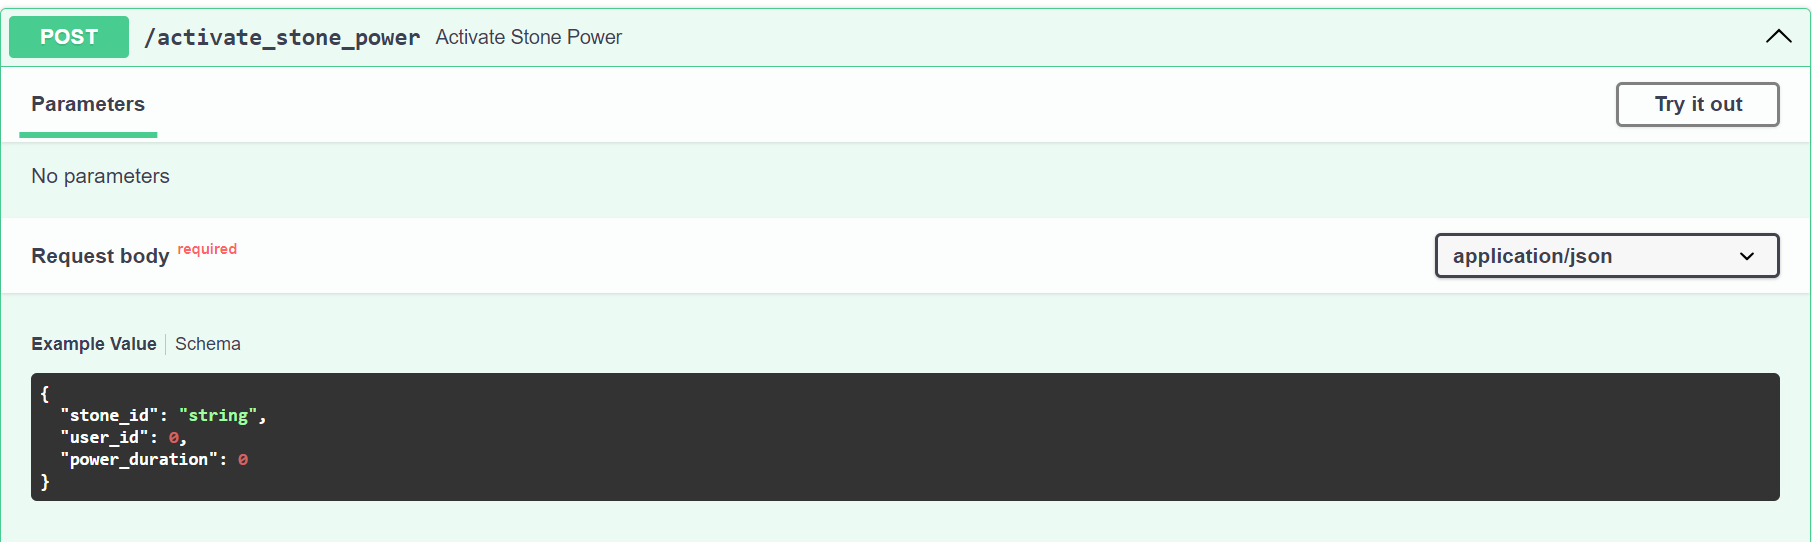 POST /activate_stone_power Activate Stone Power
Parameters Try it out
No parameters
Request body required application/json
Example Value Schema
{
"stone_id": "string",
"user_id": 0,
"power_duration": 0
}